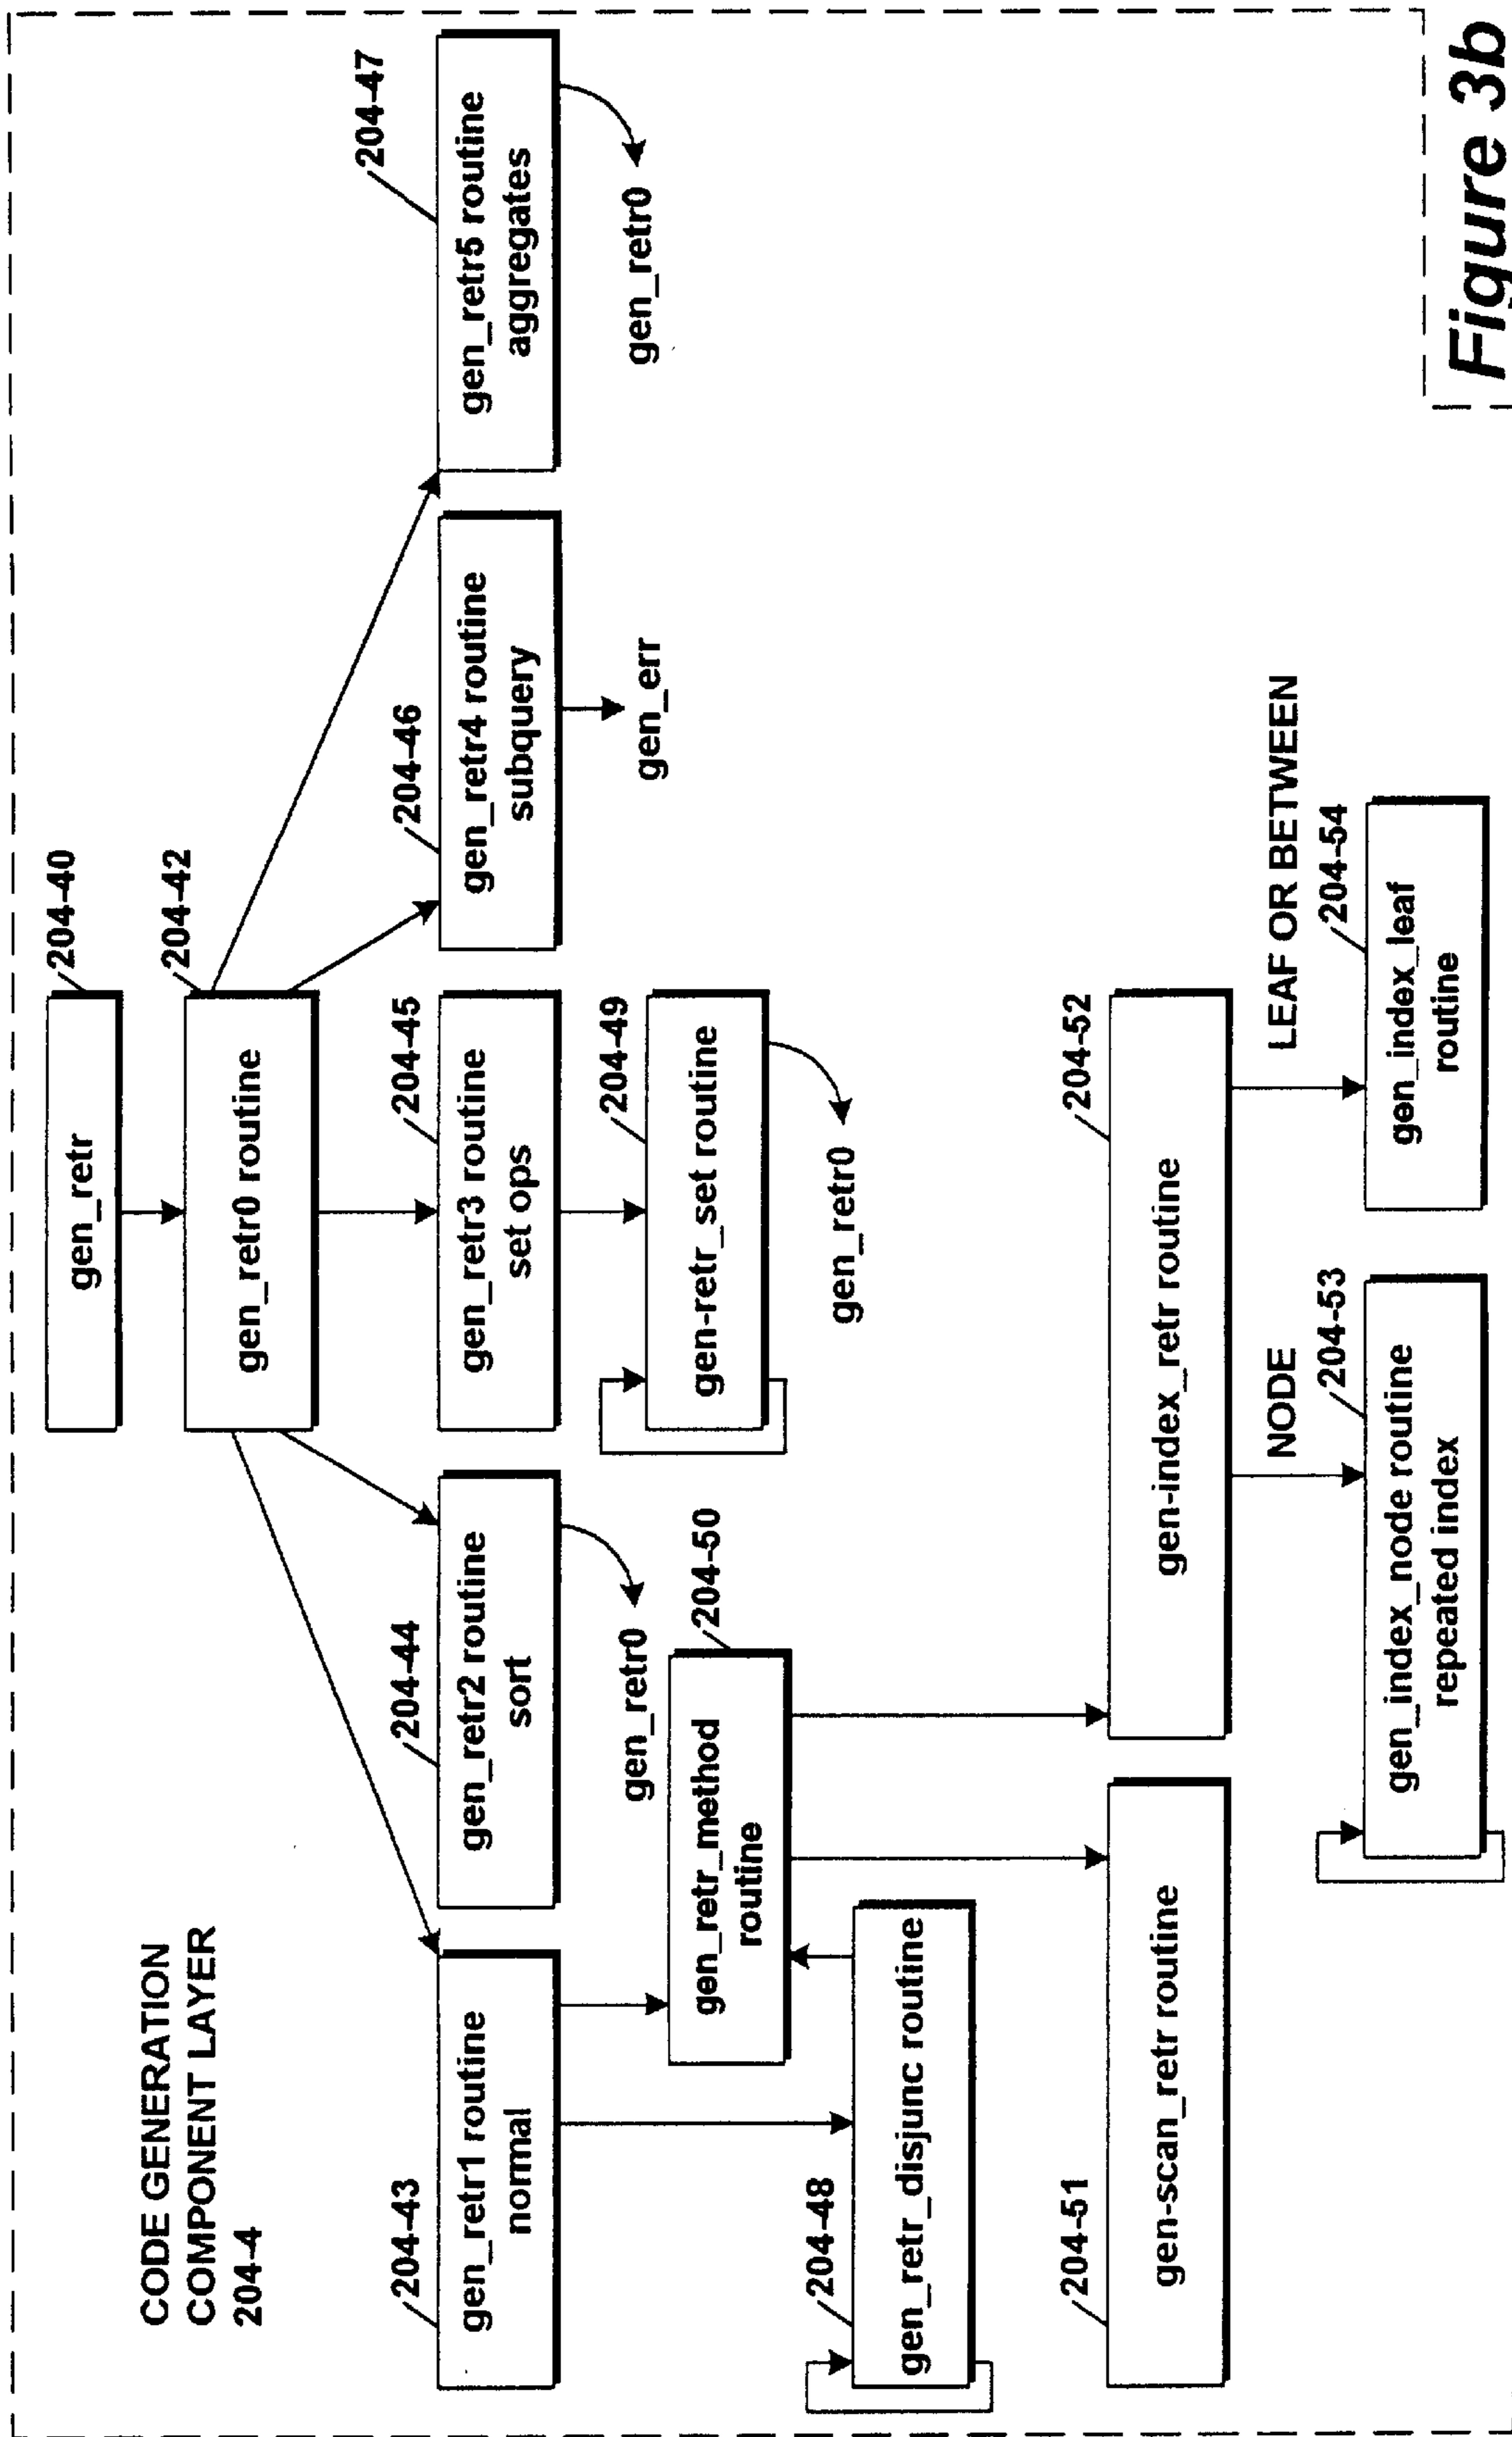 CODE GENERATION
COMPONENT LAYER
204-4
204-40
gen_retr
204-42
gen_retr0 routine
204-43
gen_retr1 routine
normal
204-44
gen_retr2 routine
sort
gen_retr0
204-45
gen_retr3 routine
set ops
204-46
gen_retr4 routine
subquery
gen_err
204-47
gen_retr5 routine
aggregates
gen_retr0
204-49
gen-retr_set routine
gen_retr0
204-50
gen_retr_method
routine
204-48
gen_retr_disjunc routine
204-51
gen-scan_retr routine
204-52
gen-index_retr routine
NODE
204-53
gen_index_node routine
repeated index
LEAF OR BETWEEN
204-54
gen_index_leaf
routine
Figure 3b